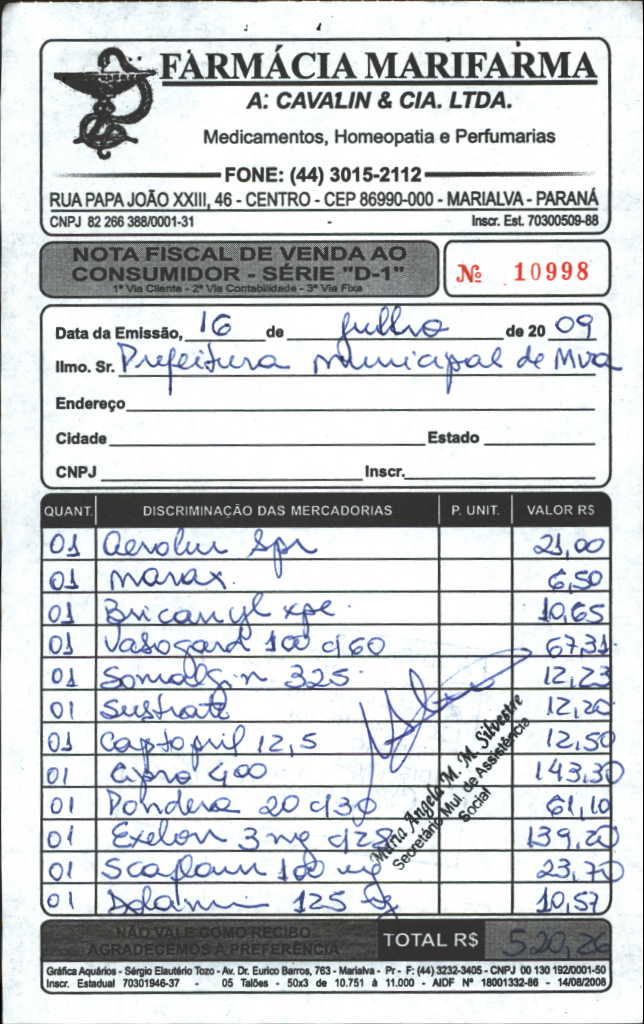 FARMÁCIA MARIFARMA
A. CAVALIN & CIA. LTDA.
Medicamentos, Homeopatia e Perfumarias
FONE: (44) 3015-2112
RUA PAPA JOÃO XXIII, 46 - CENTRO - CEP 86990-000 - MARIALVA - PARANÁ
CNPJ 82 266 388/0001-31 Inscr. Est. 70300509-88
NOTA FISCAL DE VENDA AO
CONSUMIDOR - SÉRIE "D-1"
1ª Via Cliente - 2ª Via Contabilidade - 3ª Via Fixa
Nº 10998
Data da Emissão, 16 de Julho de 20 09
Ilmo. Sr. Prefeitura Municipal de Mva
Endereço
Cidade Estado
CNPJ Inscr.
QUANT. DISCRIMINAÇÃO DAS MERCADORIAS P. UNIT. VALOR R$
01 Aerolin Spr 21,00
01 Marax 6,50
01 Bricanyl xpe. 10,65
01 Vasogard 100 c/60 67,31
01 Somalgin 325 12,23
01 Sustrate 12,20
01 Captopril 12,5 12,50
01 Cipro 400 143,30
01 Pondera 20 c/30 61,10
01 Exelon 3 mg c/28 139,20
01 Scaflam 100 mg 23,70
01 125 10,57
Maria Angela M. M. Silvestre
Secretário Mul. de Assistência
Social
NÃO VALE COMO RECIBO
AGRADECEMOS A PREFERÊNCIA
TOTAL R$ 520,26
Gráfica Aquários - Sérgio Elautério Tozo - Av. Dr. Eurico Barros, 763 - Marialva - Pr - F: (44) 3232-3405 - CNPJ 00 130 192/0001-50
Inscr. Estadual 70301946-37 - 05 Talões - 50x3 de 10.751 à 11.000 - AIDF Nº 18001332-86 - 14/08/2008